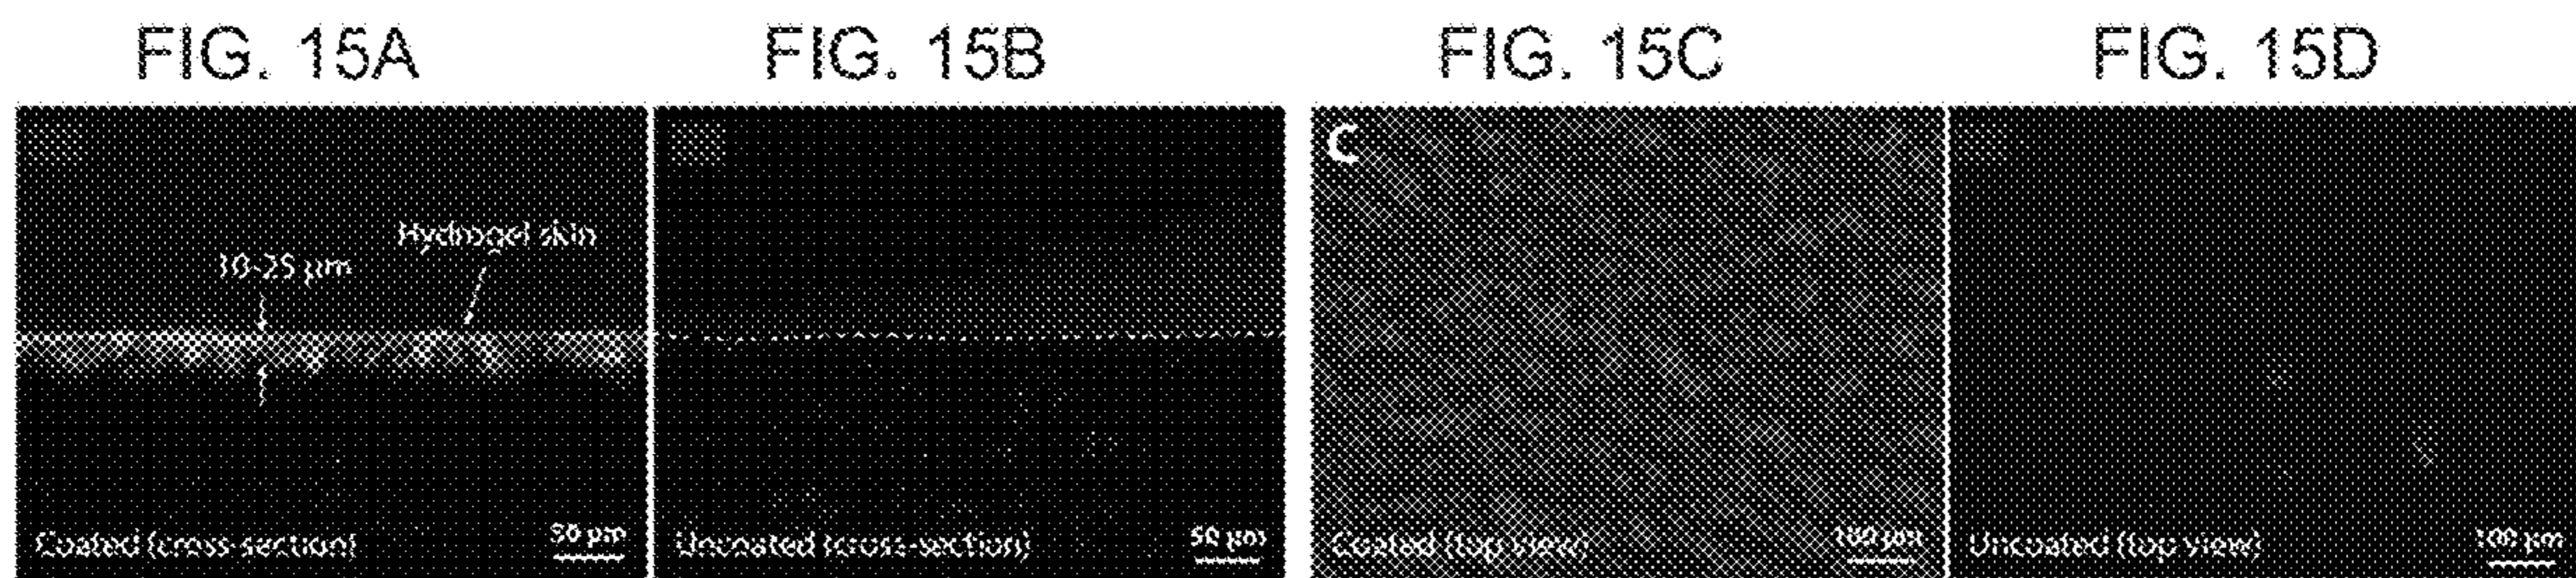 FIG. 15A
FIG. 15B
FIG. 15C
FIG. 15D
C
Hydrogel skin
10-25 µm
Coated (cross-section)
50 µm
Uncoated (cross-section)
50 µm
Coated (top view)
100 µm
Uncoated (top view)
100 µm